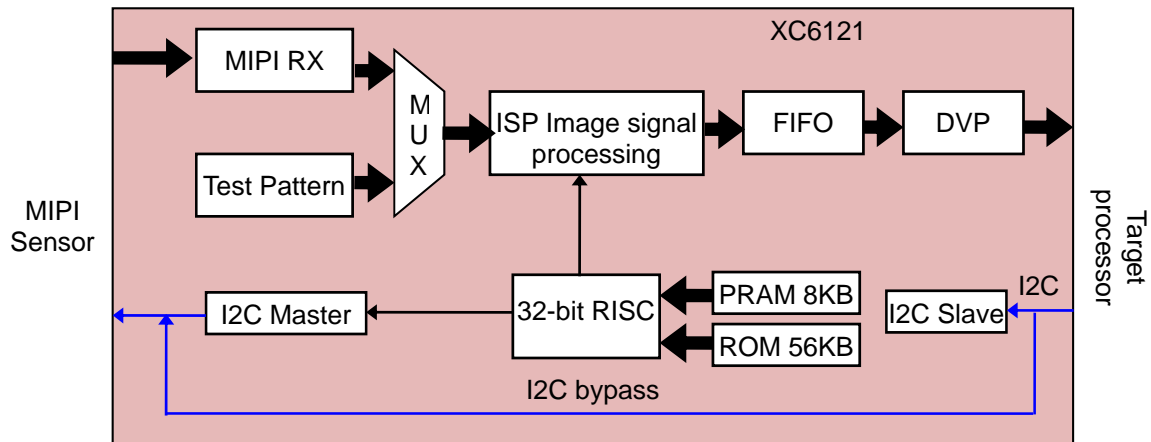 XC6121
MIPI RX
MUX
Test Pattern
ISP Image signal
processing
FIFO
DVP
MIPI
Sensor
Target
processor
I2C Master
32-bit RISC
PRAM 8KB
ROM 56KB
I2C
I2C Slave
I2C bypass